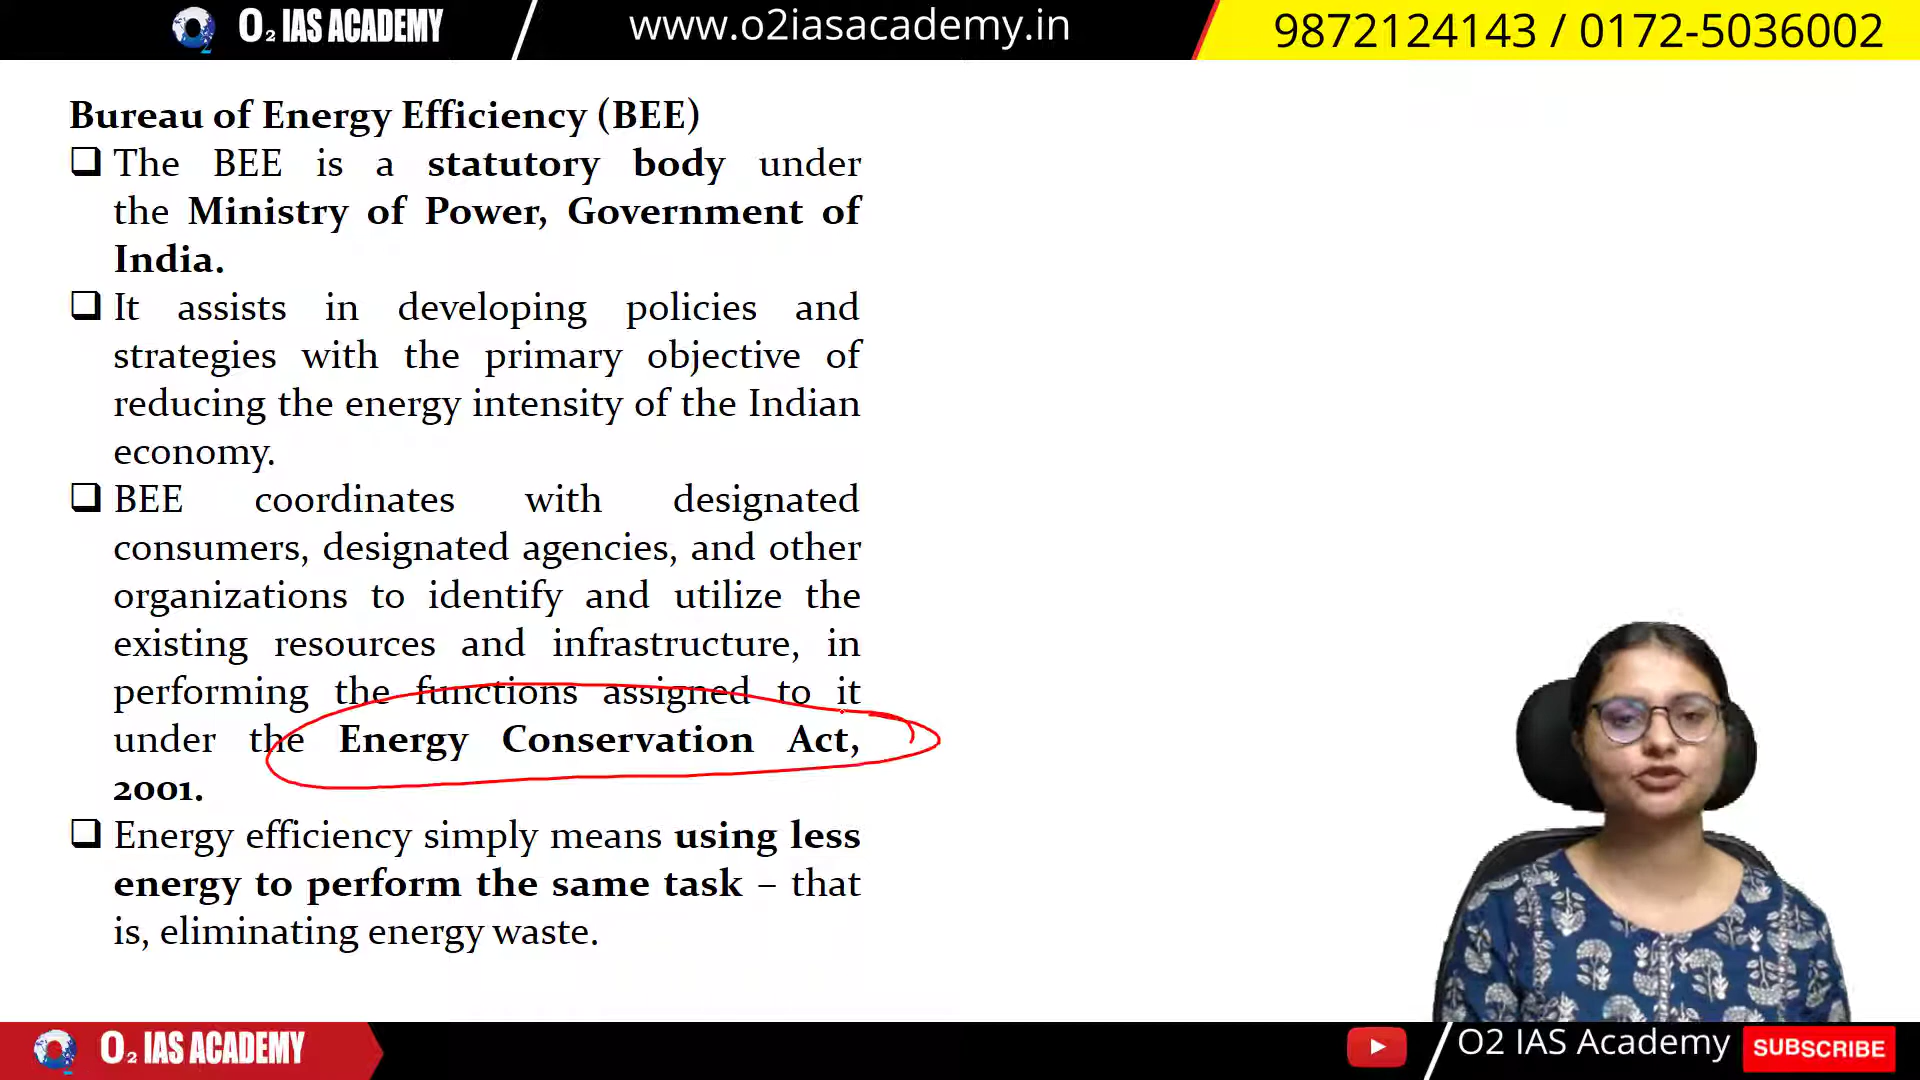 O₂ IAS ACADEMY
www.o2iasacademy.in
9872124143 / 0172-5036002
Bureau of Energy Efficiency (BEE)
❑ The BEE is a statutory body under
the Ministry of Power, Government of
India.
❑ It assists in developing policies and
strategies with the primary objective of
reducing the energy intensity of the Indian
economy.
❑ BEE coordinates with designated
consumers, designated agencies, and other
organizations to identify and utilize the
existing resources and infrastructure, in
performing the functions assigned to it
under the Energy Conservation Act,
2001.
❑ Energy efficiency simply means using less
energy to perform the same task – that
is, eliminating energy waste.
O₂ IAS ACADEMY
O2 IAS Academy
SUBSCRIBE